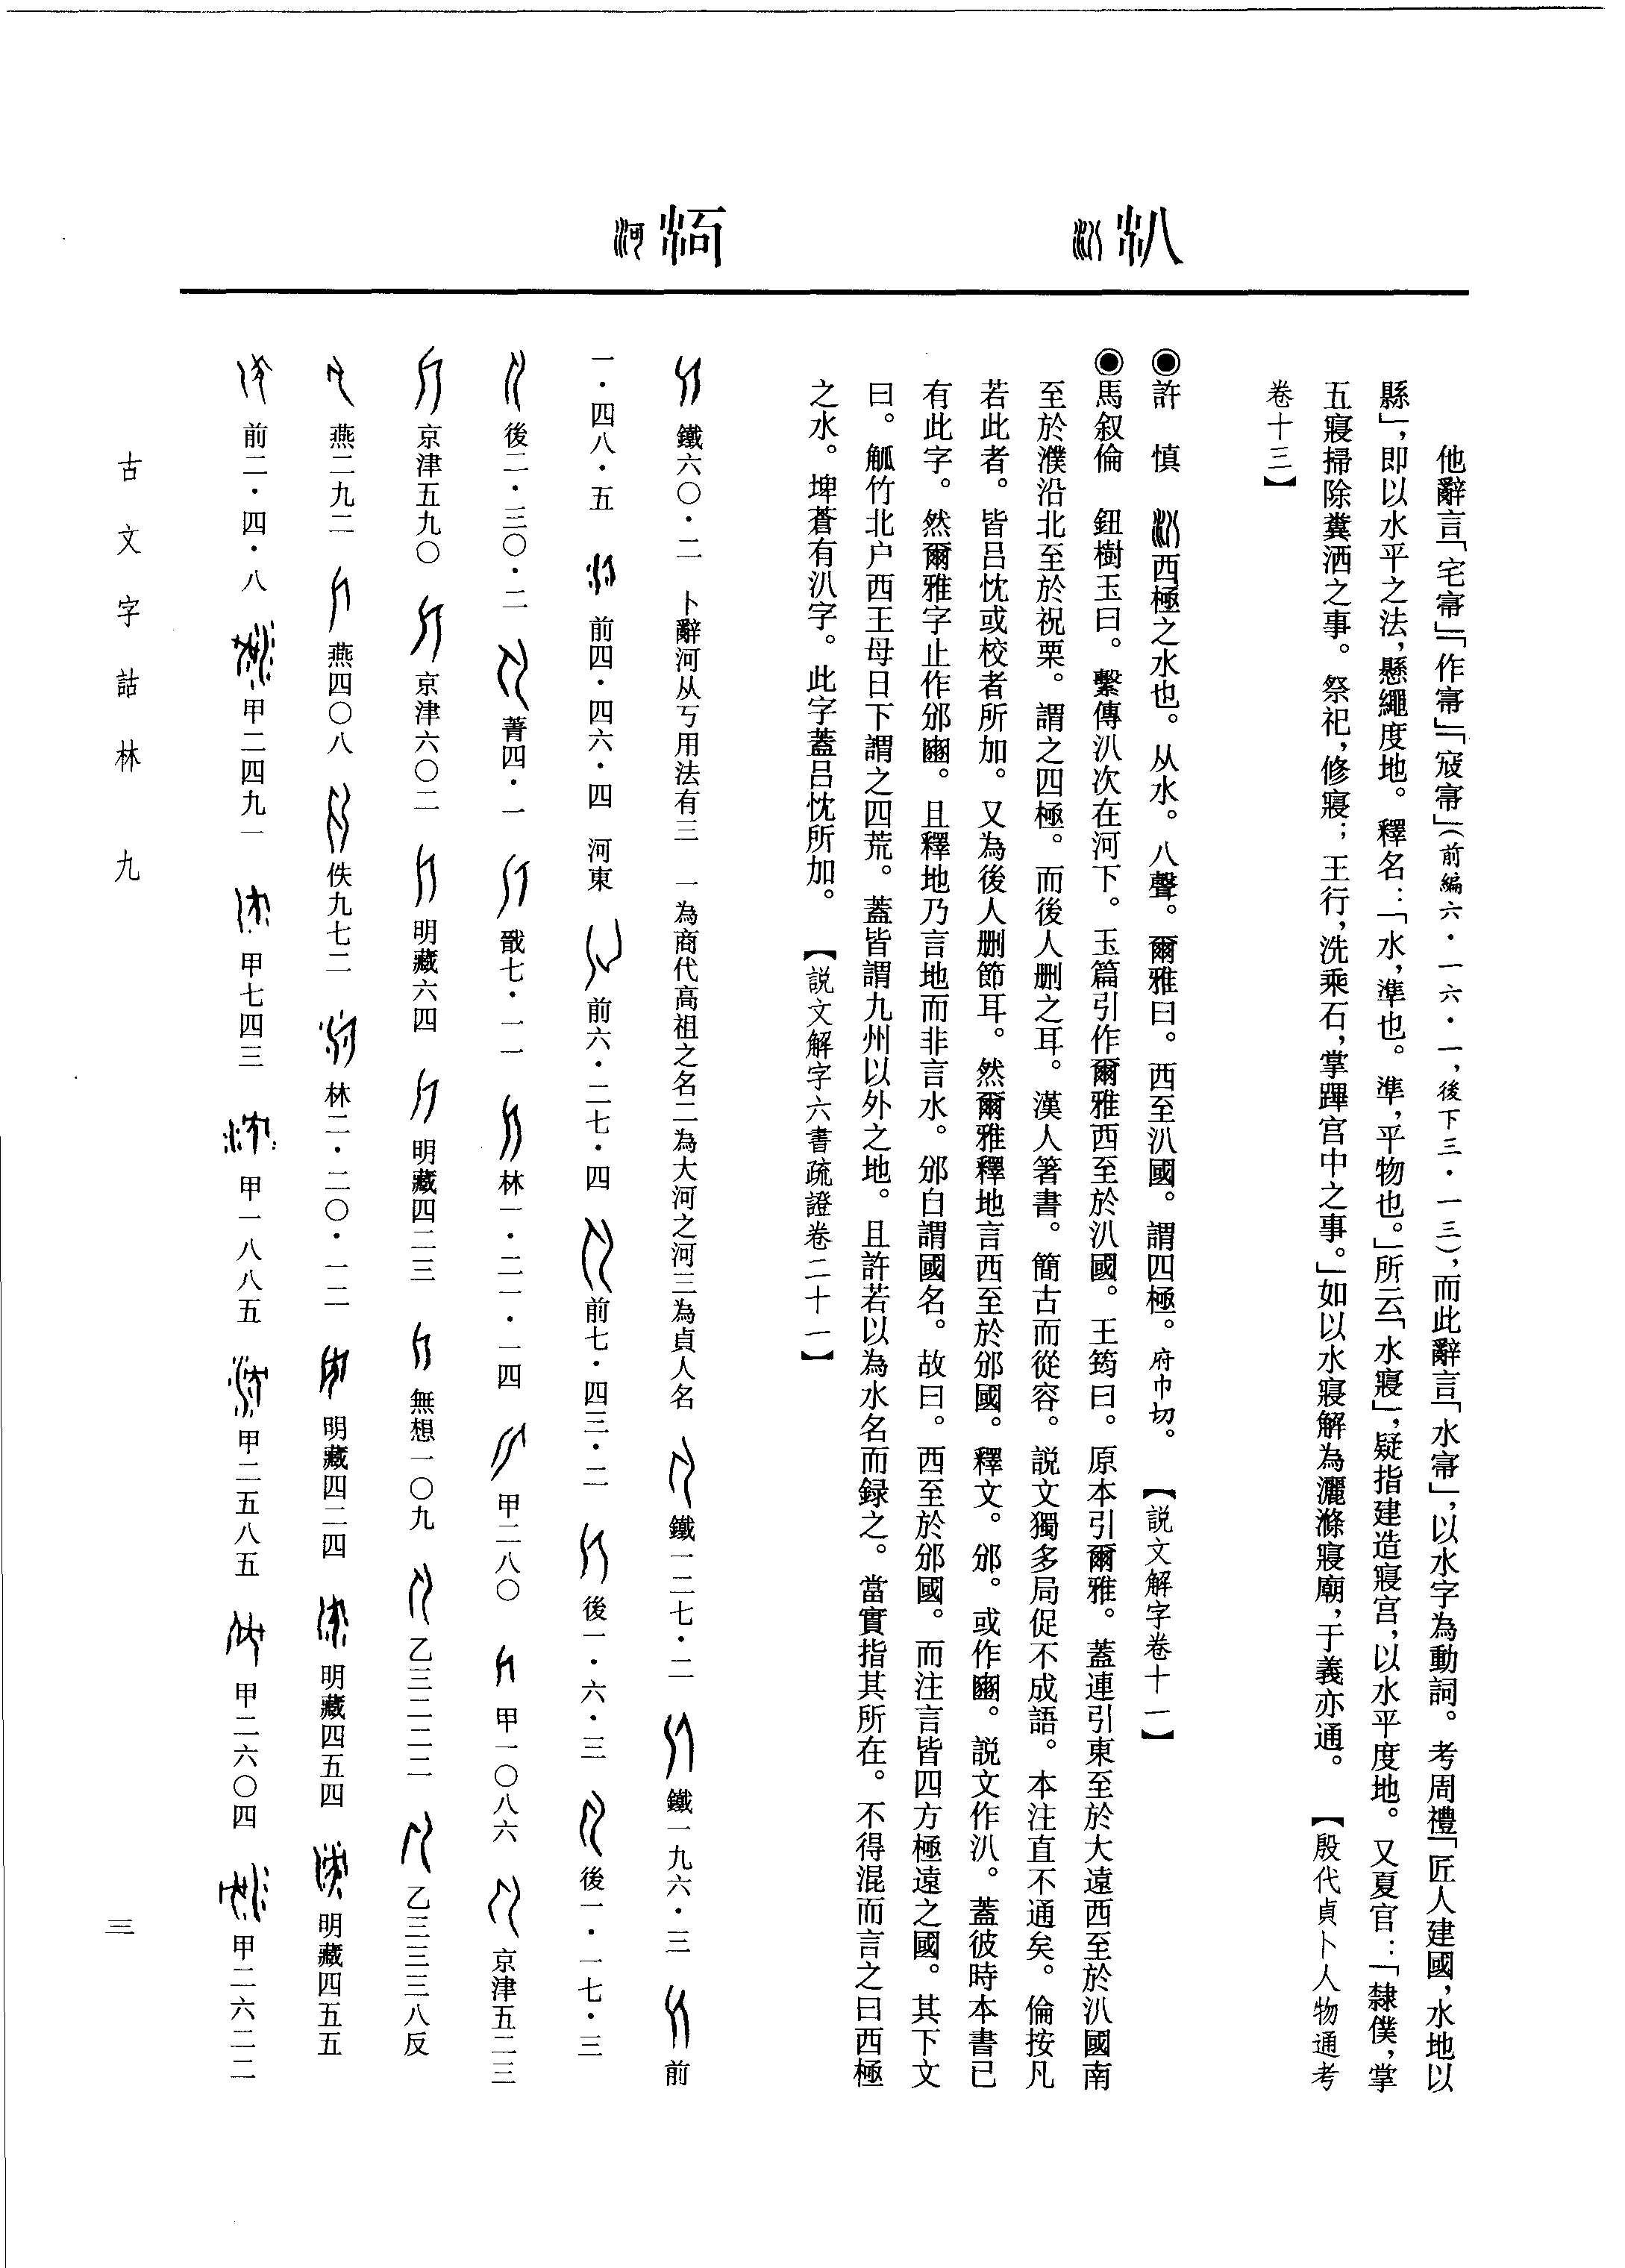 他辭言「宅㝛」「作㝛」「㝛」(前編六·一六·一,後下三·一三),而此辭言「水㝛」,以水字為動詞。考周禮「匠人建國,水地以
縣」,即以水平之法,懸繩度地。釋名:「水,準也。準,平物也。」所云「水寢」,疑指建造寢宮,以水平度地。又夏官:「隸僕,掌
五寢掃除糞洒之事。祭祀,修寢;王行,洗乘石,掌蹕宮中之事。」如以水寢解為灑滌寢廟,于義亦通。【殷代貞卜人物通考
卷十三】
汃
◉許 慎 西極之水也。从水。八聲。爾雅曰。西至汃國。謂四極。府巾切。【説文解字卷十一】
◉馬叙倫 鈕樹玉曰。繫傳汃次在河下。玉篇引作爾雅西至於汃國。王筠曰。原本引爾雅。蓋連引東至於大遠西至於汃國南
至於濮沿北至於祝栗。謂之四極。而後人删之耳。漢人箸書。簡古而從容。説文獨多局促不成語。本注直不通矣。倫按凡
若此者。皆吕忱或校者所加。又為後人删節耳。然爾雅釋地言西至於邠國。釋文。邠。或作豳。説文作汃。蓋彼時本書已
有此字。然爾雅字止作邠豳。且釋地乃言地而非言水。邠自謂國名。故曰。西至於邠國。而注言皆四方極遠之國。其下文
曰。觚竹北户西王母日下謂之四荒。蓋皆謂九州以外之地。且許若以為水名而録之。當實指其所在。不得混而言之曰西極
之水。埤蒼有汃字。此字蓋吕忱所加。【説文解字六書疏證卷二十一】
河
鐵六〇·二 卜辭河从丂用法有三 一為商代高祖之名二為大河之河三為貞人名 鐵一二七·二 鐵一九六·三 前
一·四八·五 前四·四六·四 河東 前六·二七·四 前七·四三·二 後一·六·三 後一·一七·三
後二·三〇·二 菁四·一 戩七·一一 林一·二一·一四 甲二八〇 甲一〇八六 京津五二三
京津五九〇 京津六〇二 明藏六四 明藏四二三 無想一〇九 乙三二二二 乙三三三八反
燕二九二 燕四〇八 佚九七二 林二·二〇·一二 明藏四二四 明藏四五四 明藏四五五
前二·四·八 甲二四九一 甲七四三 甲一八八五 甲二五八五 甲二六〇四 甲二六二二
古文字詁林 九
三